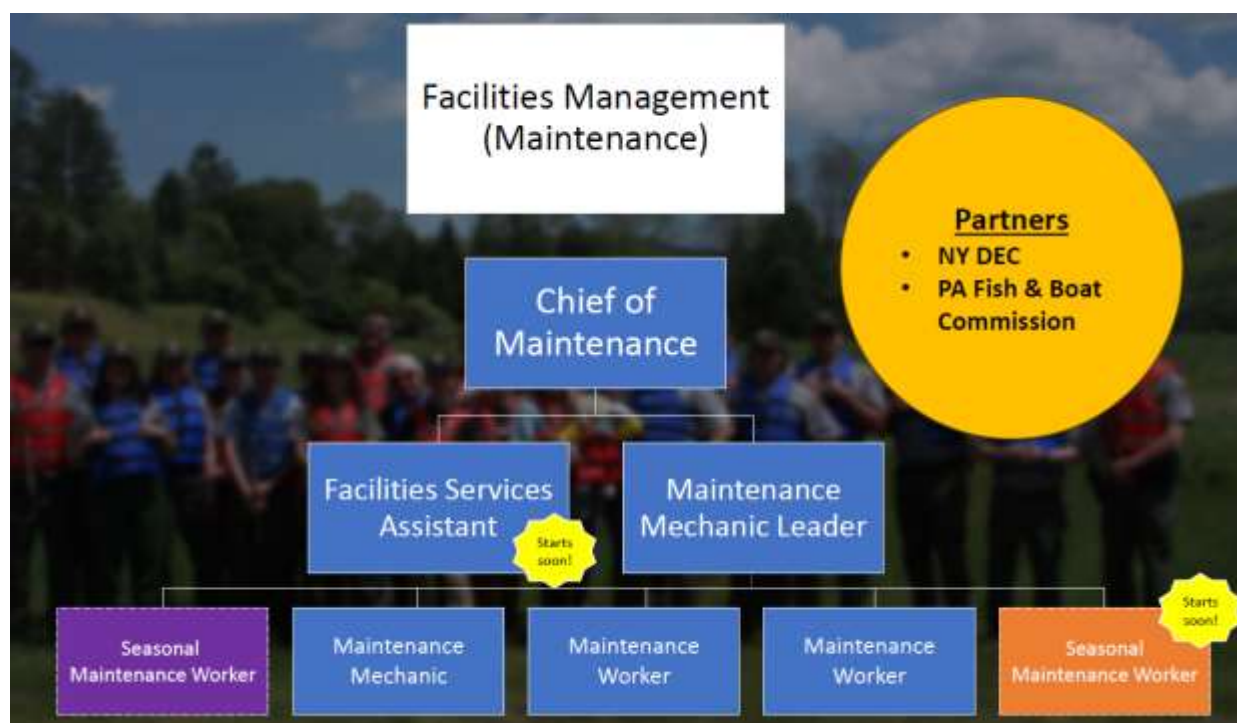 Facilities Management
(Maintenance)
Partners
• NY DEC
• PA Fish & Boat
Commission
Chief of
Maintenance
Facilities Services
Assistant
Starts
soon!
Maintenance
Mechanic Leader
Seasonal
Maintenance Worker
Maintenance
Mechanic
Maintenance
Worker
Maintenance
Worker
Seasonal
Maintenance Worker
Starts
soon!